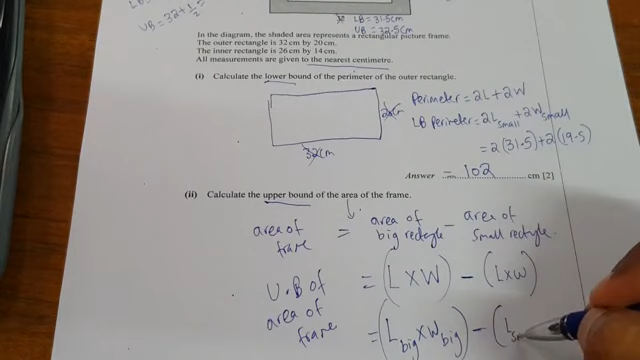 LB = 31.5cm
UB = 32+1/2
UB = 32.5cm
In the diagram, the shaded area represents a rectangular picture frame.
The outer rectangle is 32 cm by 20 cm.
The inner rectangle is 26 cm by 14 cm.
All measurements are given to the nearest centimetre.
(i) Calculate the lower bound of the perimeter of the outer rectangle.
Perimeter = 2L + 2W
20cm
LB perimeter = 2L small + 2W small
= 2(31.5) + 2(19.5)
32cm
Answer = 102 cm [2]
(ii) Calculate the upper bound of the area of the frame.
area of frame = area of big rectangle - area of small rectangle
U.B of area of frame = (L x W) - (L x W)
= (L big x W big) - (L